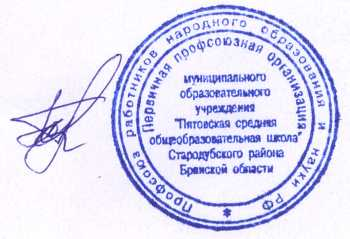 Профсоюз работников народного образования и науки РФ
Первичная профсоюзная организация
муниципального
образовательного
учреждения
"Пятовская средняя
общеобразовательная школа"
Стародубского района
Брянской области